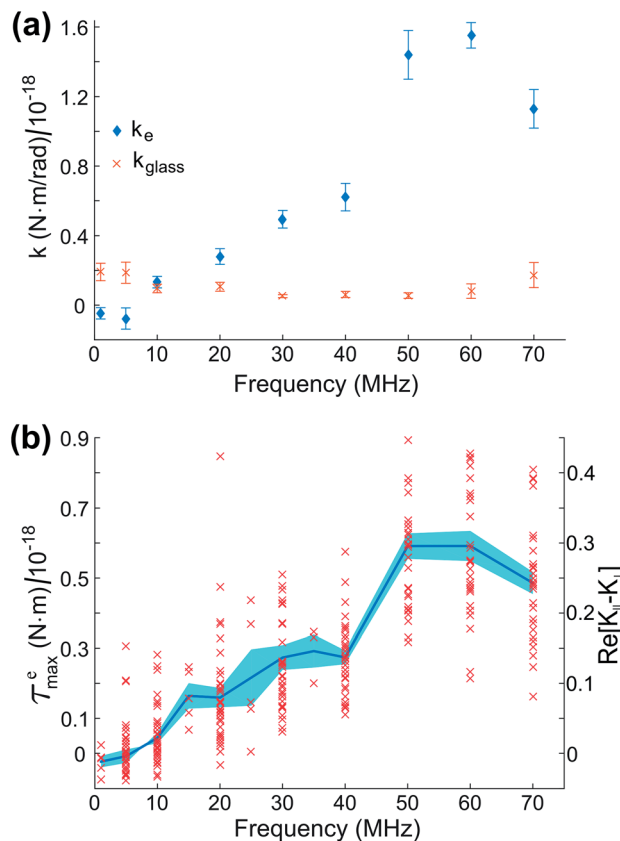 (a)
1.6
1.2
0.8
0.4
0
k (N·m/rad)/10⁻¹⁸
kₑ
k_glass
0 10 20 30 40 50 60 70
Frequency (MHz)
(b)
0.9
0.7
0.5
0.3
0.1
0
𝒯ᵉ_max (N·m)/10⁻¹⁸
0.4
0.3
0.2
0.1
0
Re[K_||-K_⊥]
0 10 20 30 40 50 60 70
Frequency (MHz)